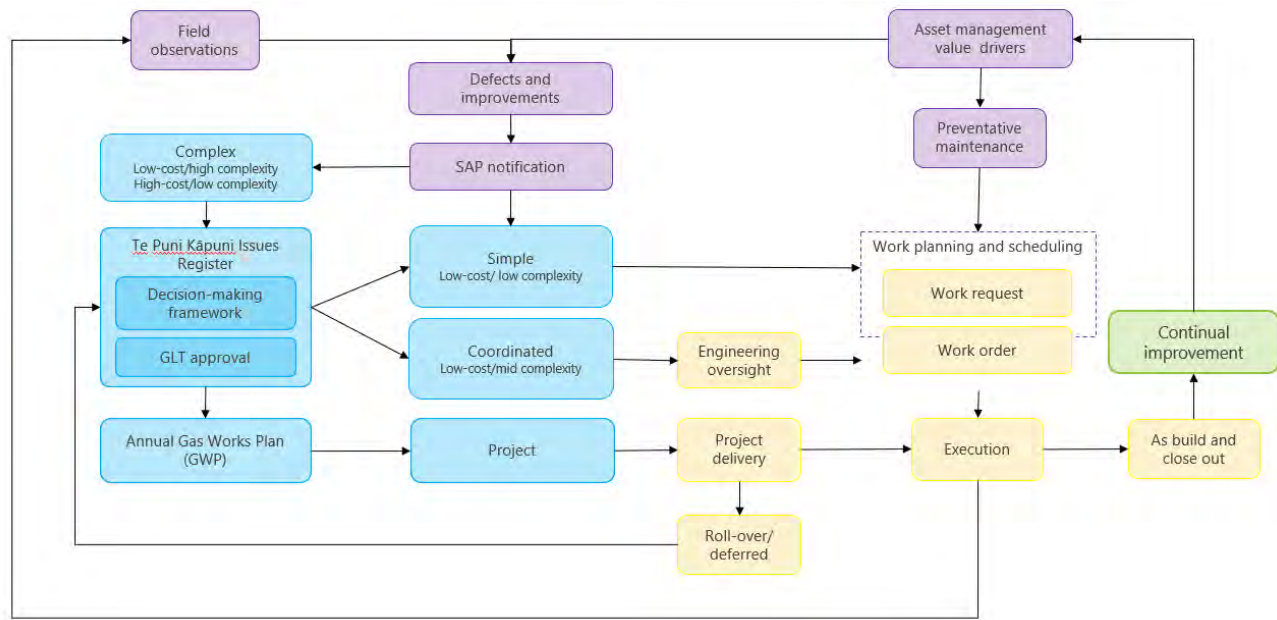 Field
observations
Asset management
value drivers
Defects and
improvements
Preventative
maintenance
Complex
Low-cost/high complexity
High-cost/low complexity
SAP notification
Te Puni Kāpuni Issues
Register
Decision-making
framework
GLT approval
Simple
Low-cost/ low complexity
Work planning and scheduling
Work request
Coordinated
Low-cost/mid complexity
Engineering
oversight
Work order
Continual
improvement
Annual Gas Works Plan
(GWP)
Project
Project
delivery
Execution
As build and
close out
Roll-over/
deferred